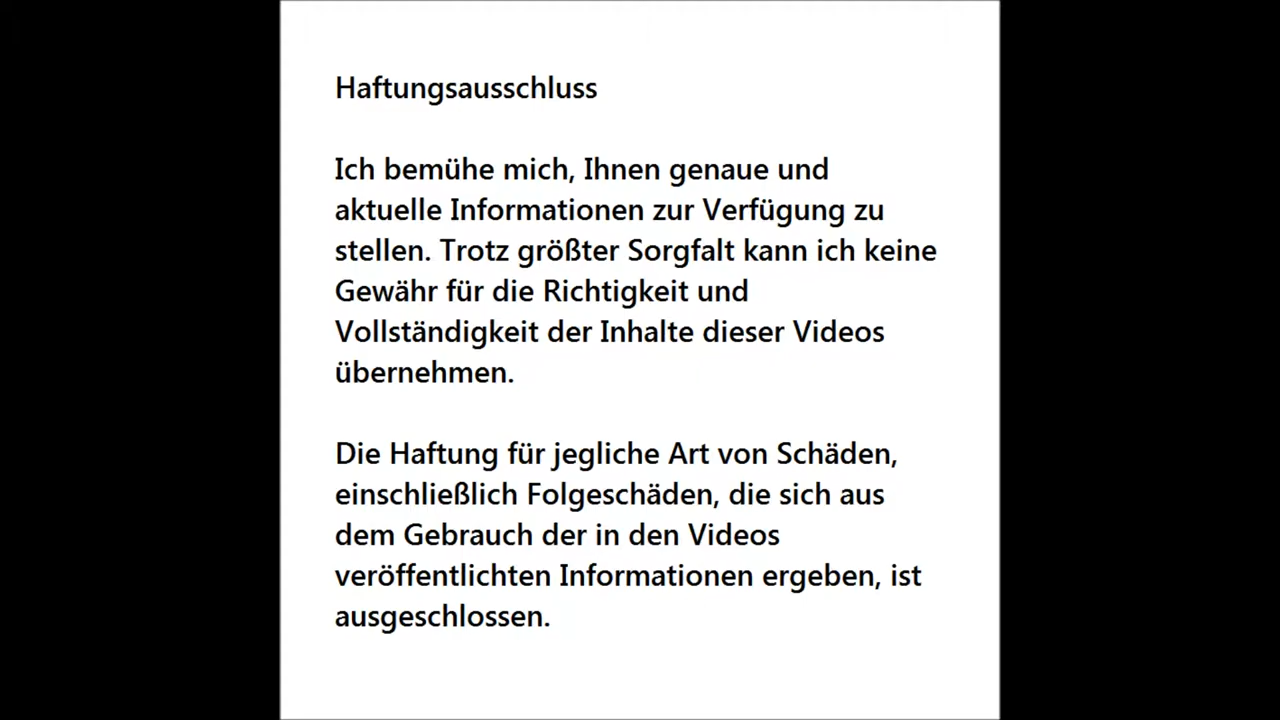 Haftungsausschluss
Ich bemühe mich, Ihnen genaue und
aktuelle Informationen zur Verfügung zu
stellen. Trotz größter Sorgfalt kann ich keine
Gewähr für die Richtigkeit und
Vollständigkeit der Inhalte dieser Videos
übernehmen.
Die Haftung für jegliche Art von Schäden,
einschließlich Folgeschäden, die sich aus
dem Gebrauch der in den Videos
veröffentlichten Informationen ergeben, ist
ausgeschlossen.